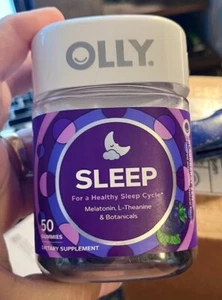 OLLY.
SLEEP
For a Healthy Sleep Cycle*
Melatonin, L-Theanine
& Botanicals
50
GUMMIES
DIETARY SUPPLEMENT